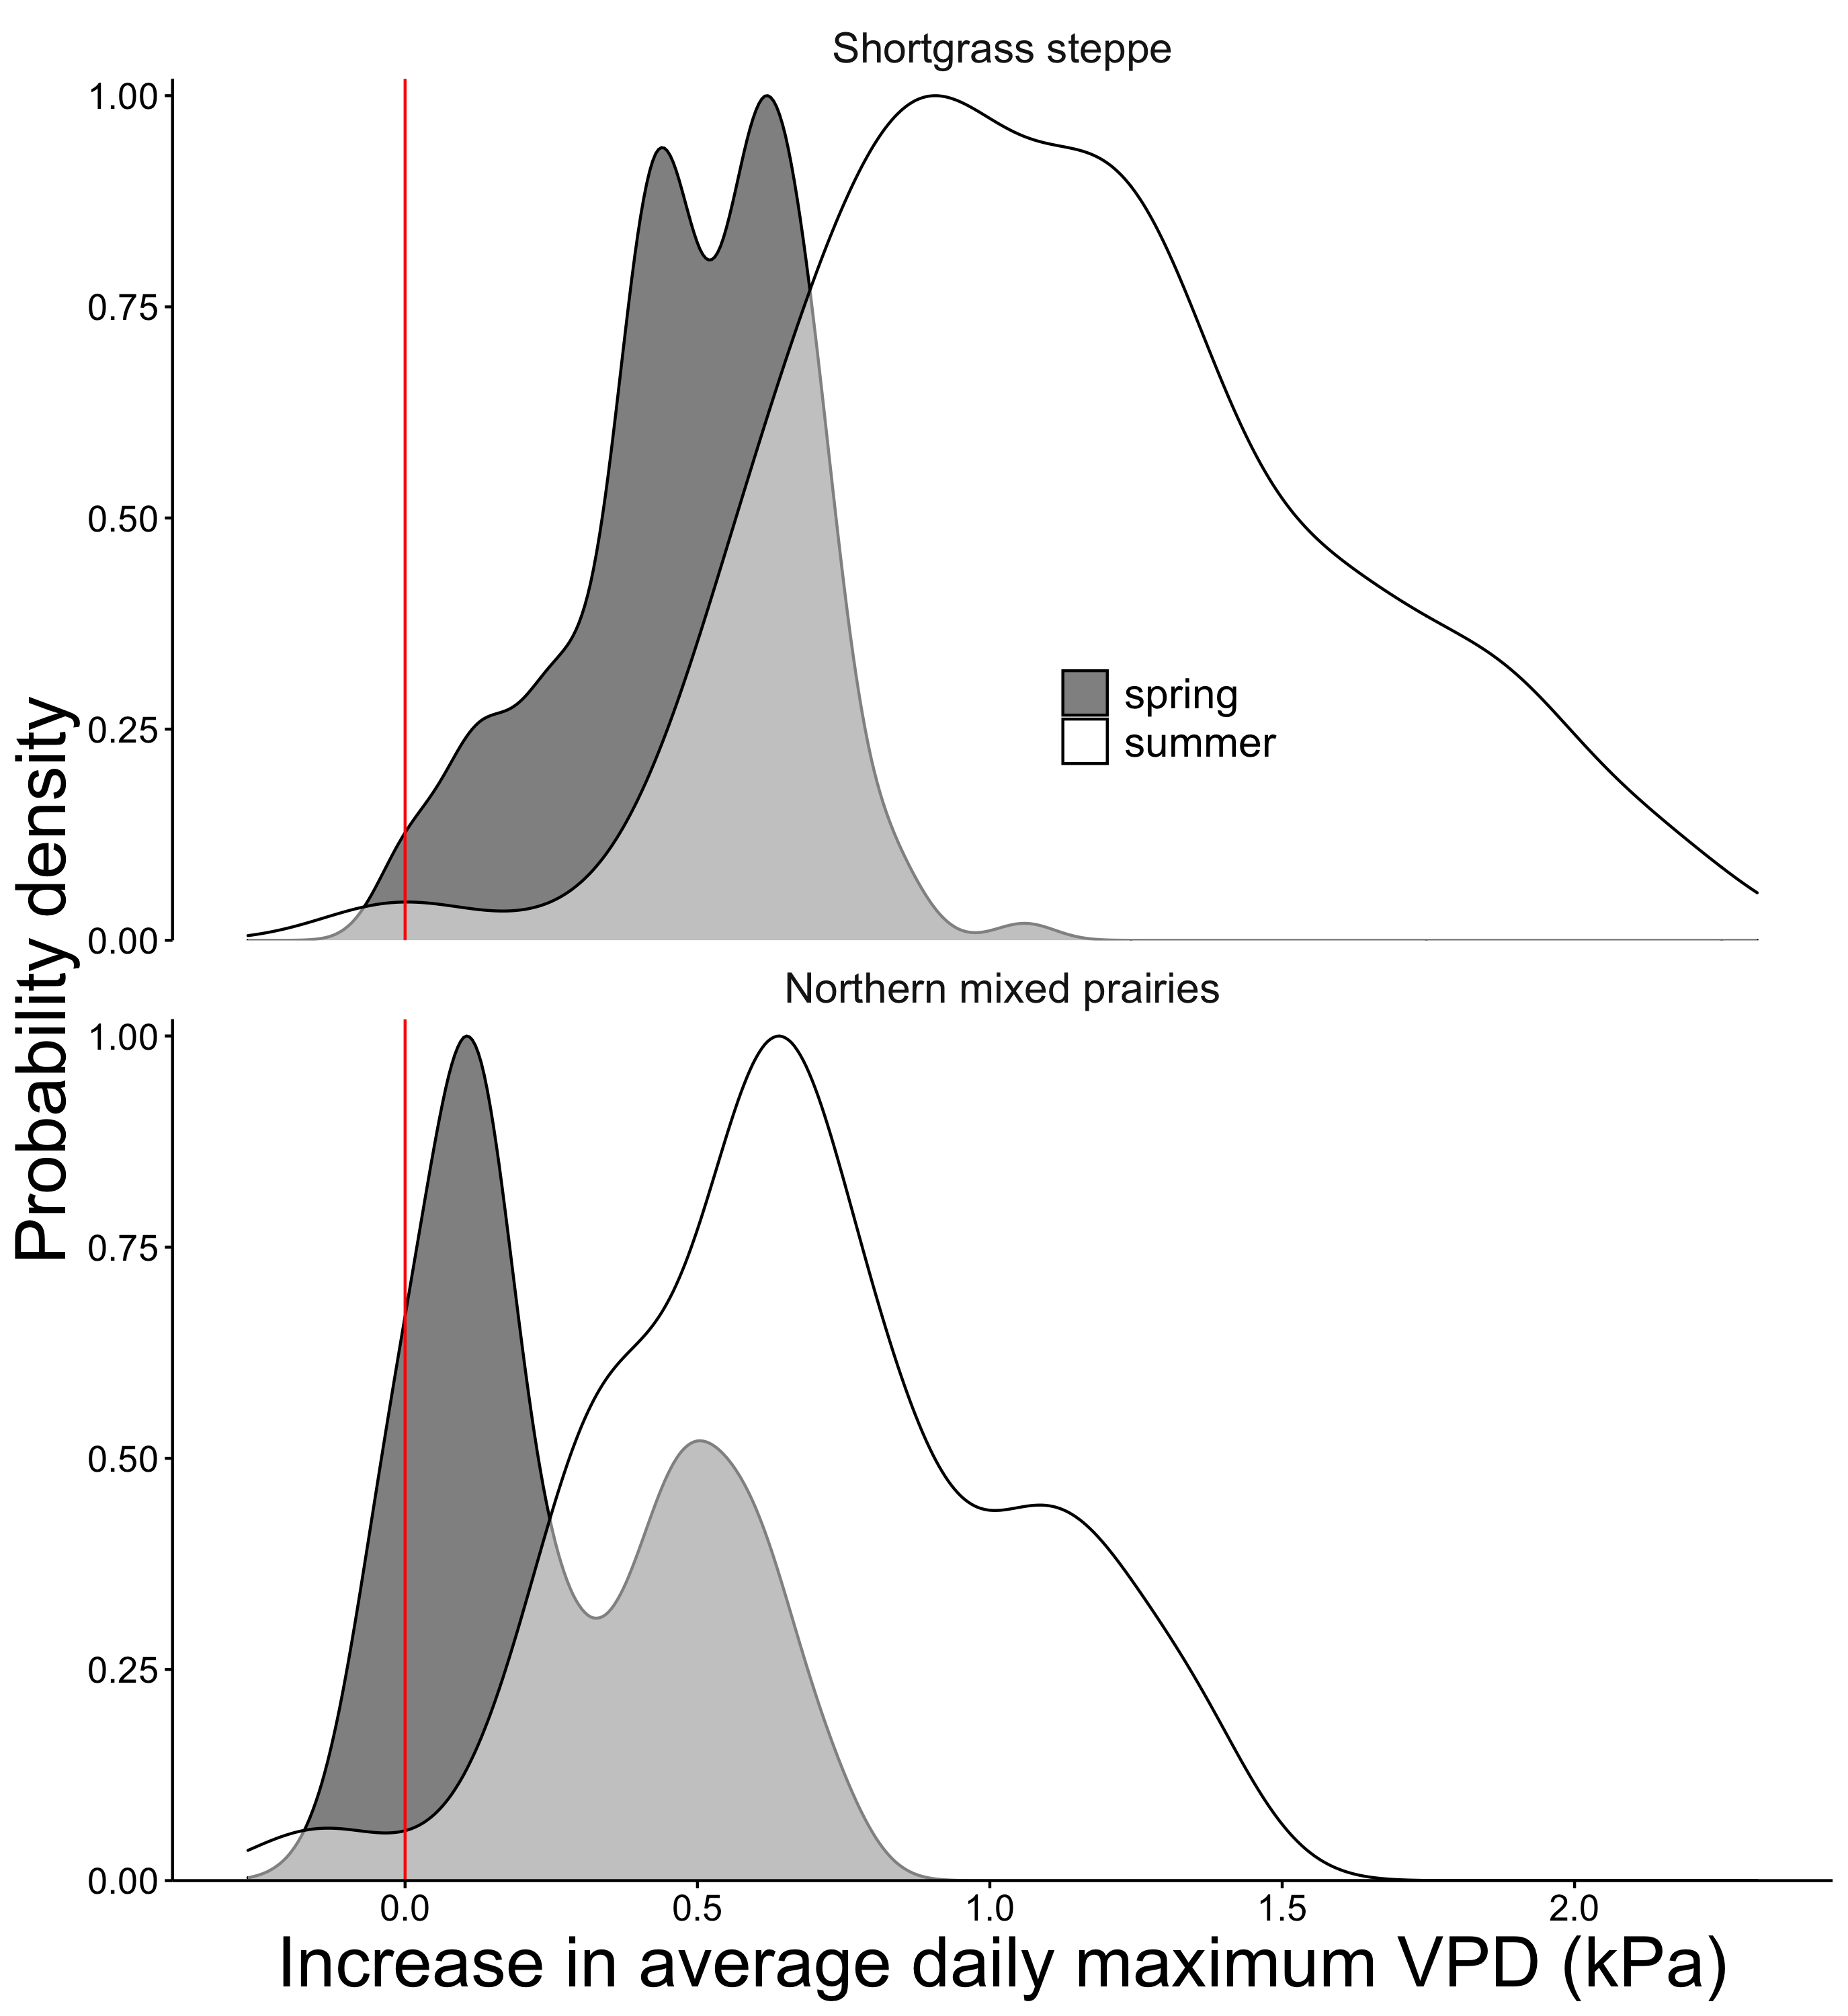 Shortgrass steppe
1.00
0.75
0.50
0.25
0.00
spring
summer
Probability density
Northern mixed prairies
1.00
0.75
0.50
0.25
0.00
0.0 0.5 1.0 1.5 2.0
Increase in average daily maximum VPD (kPa)